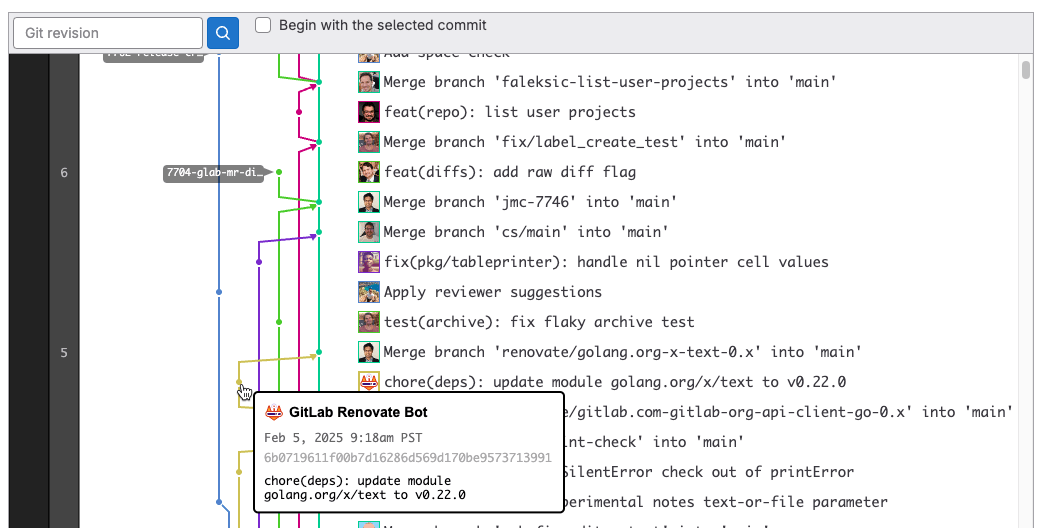 Git revision
Begin with the selected commit
Add space check
Merge branch 'faleksic-list-user-projects' into 'main'
feat(repo): list user projects
Merge branch 'fix/label_create_test' into 'main'
6
7704-glab-mr-di…
feat(diffs): add raw diff flag
Merge branch 'jmc-7746' into 'main'
Merge branch 'cs/main' into 'main'
fix(pkg/tableprinter): handle nil pointer cell values
Apply reviewer suggestions
test(archive): fix flaky archive test
5
Merge branch 'renovate/golang.org-x-text-0.x' into 'main'
chore(deps): update module golang.org/x/text to v0.22.0
e/gitlab.com-gitlab-org-api-client-go-0.x' into 'main'
int-check' into 'main'
SilentError check out of printError
perimental notes text-or-file parameter
GitLab Renovate Bot
Feb 5, 2025 9:18am PST
6b0719611f00b7d16286d569d170be9573713991
chore(deps): update module
golang.org/x/text to v0.22.0